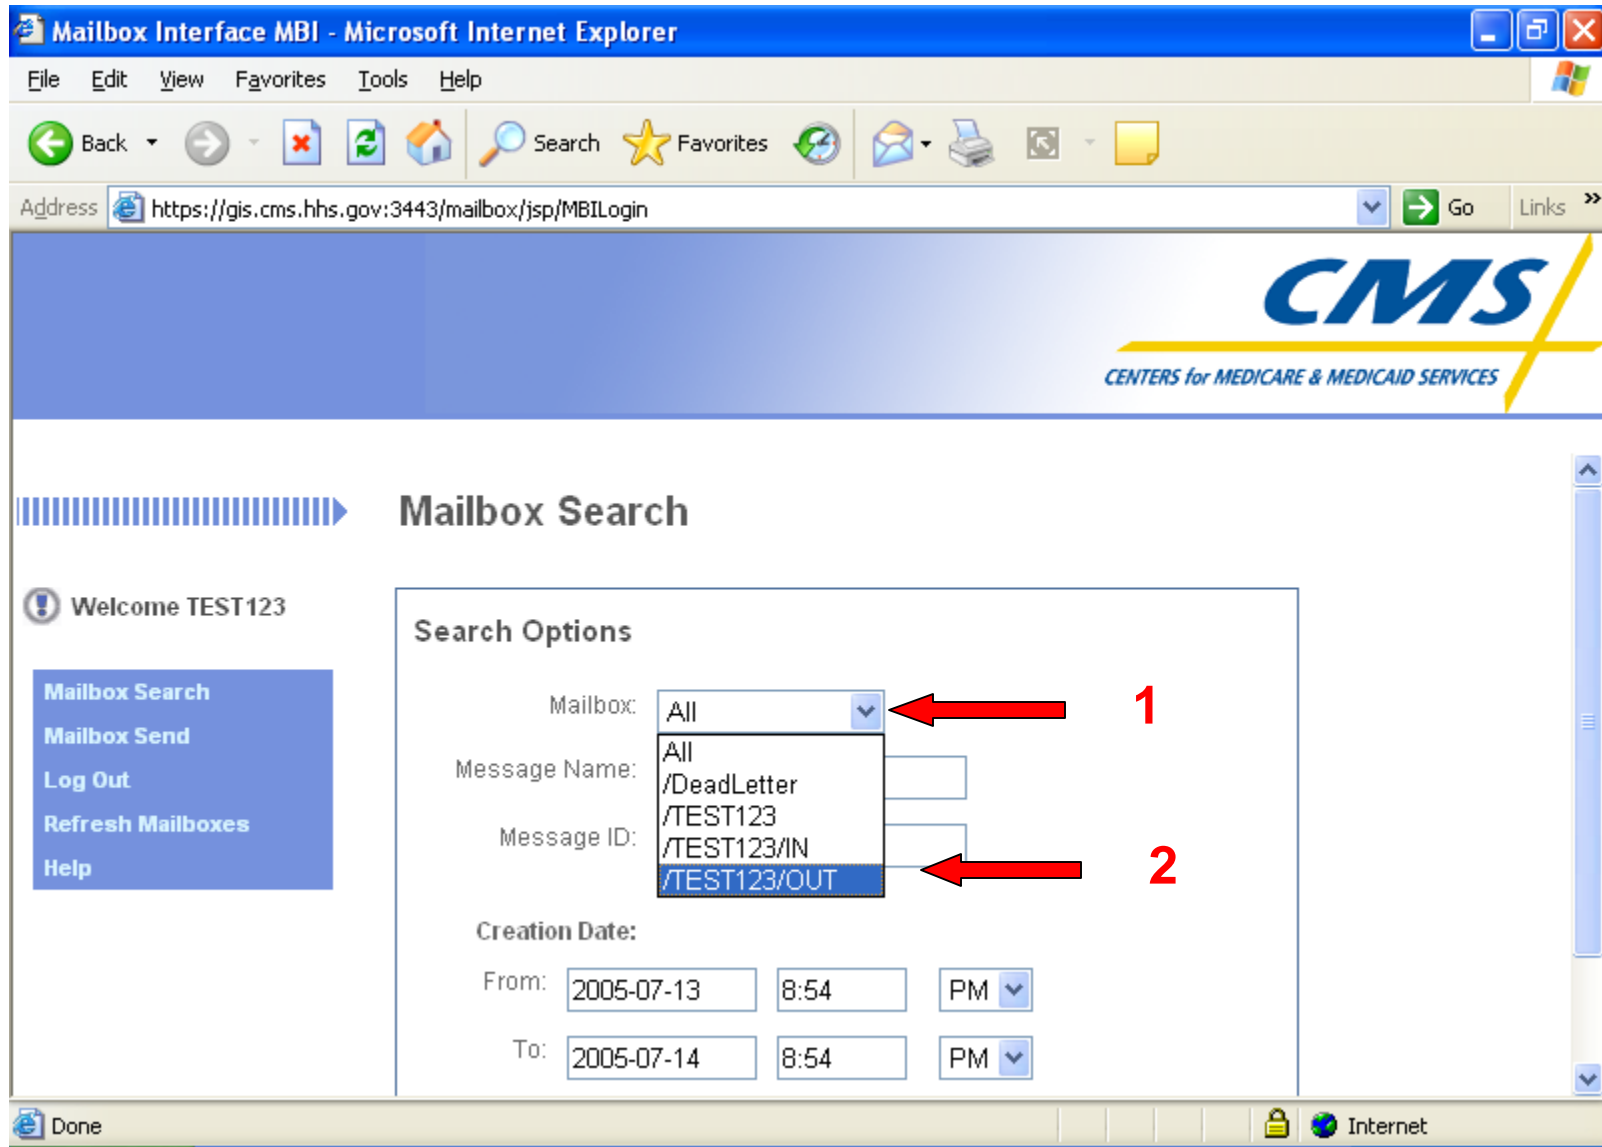 Mailbox Interface MBI - Microsoft Internet Explorer
File Edit View Favorites Tools Help
Back Search Favorites
Address https://gis.cms.hhs.gov:3443/mailbox/jsp/MBILogin Go Links »
CMS
CENTERS for MEDICARE & MEDICAID SERVICES
Mailbox Search
Welcome TEST123
Mailbox Search
Mailbox Send
Log Out
Refresh Mailboxes
Help
Search Options
Mailbox: All 1
All
/DeadLetter
/TEST123
/TEST123/IN
/TEST123/OUT 2
Message Name:
Message ID:
Creation Date:
From: 2005-07-13 8:54 PM
To: 2005-07-14 8:54 PM
Done Internet